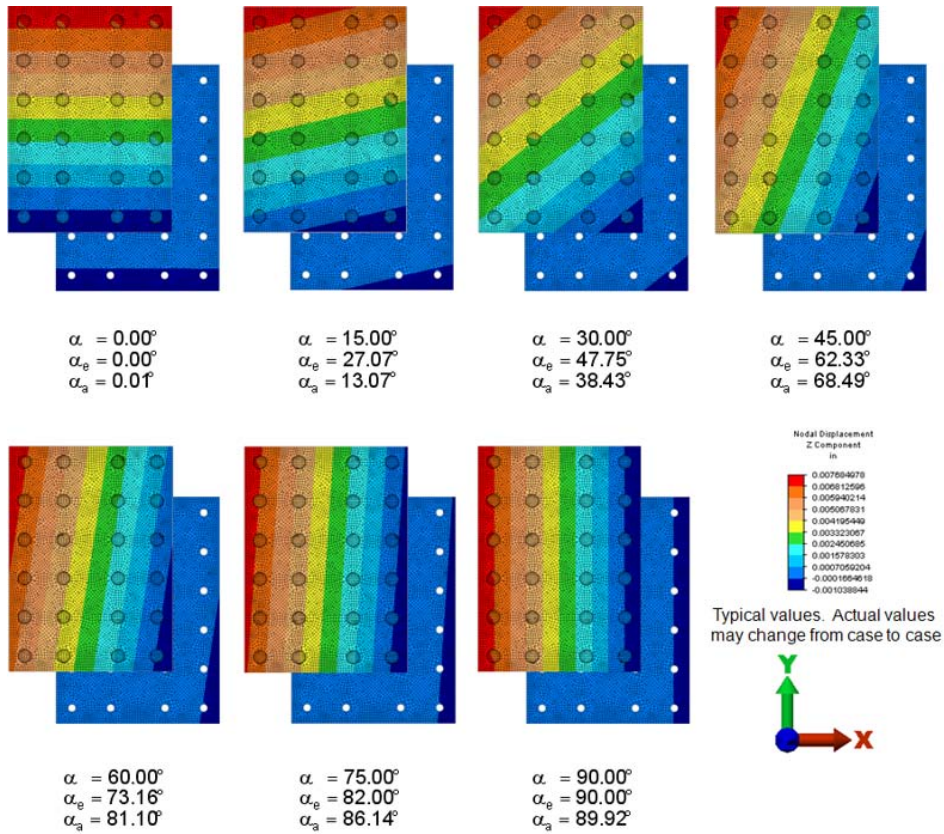 α = 0.00°
αe = 0.00°
αa = 0.01°
α = 15.00°
αe = 27.07°
αa = 13.07°
α = 30.00°
αe = 47.75°
αa = 38.43°
α = 45.00°
αe = 62.33°
αa = 68.49°
Nodal Displacement
Z Component
in
0.007684978
0.006812596
0.005940214
0.005067831
0.004195449
0.003323067
0.002450685
0.001578303
0.0007059204
-0.0001664618
-0.001038844
Typical values. Actual values
may change from case to case
Y
X
α = 60.00°
αe = 73.16°
αa = 81.10°
α = 75.00°
αe = 82.00°
αa = 86.14°
α = 90.00°
αe = 90.00°
αa = 89.92°